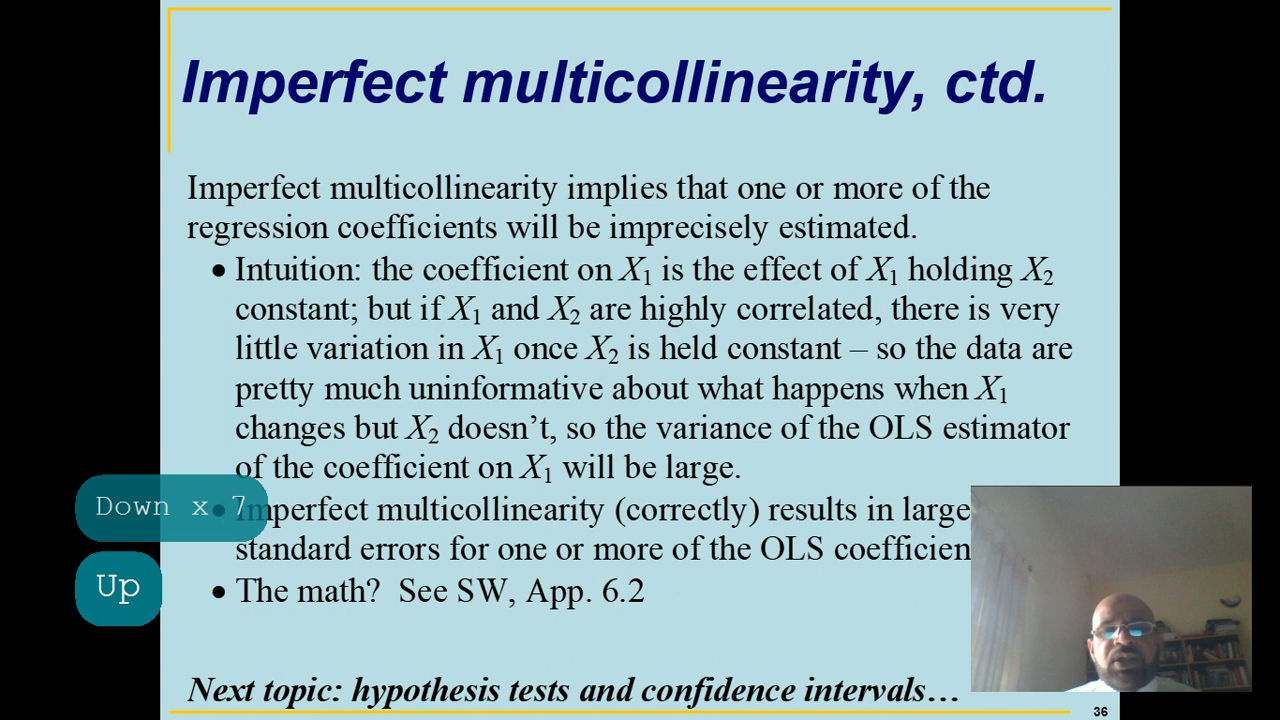 Imperfect multicollinearity, ctd.
Imperfect multicollinearity implies that one or more of the
regression coefficients will be imprecisely estimated.
• Intuition: the coefficient on X₁ is the effect of X₁ holding X₂
constant; but if X₁ and X₂ are highly correlated, there is very
little variation in X₁ once X₂ is held constant – so the data are
pretty much uninformative about what happens when X₁
changes but X₂ doesn’t, so the variance of the OLS estimator
of the coefficient on X₁ will be large.
• Imperfect multicollinearity (correctly) results in large
standard errors for one or more of the OLS
• The math? See SW, App. 6.2
Next topic: hypothesis tests and confidence intervals…
36
Down x 7
Up